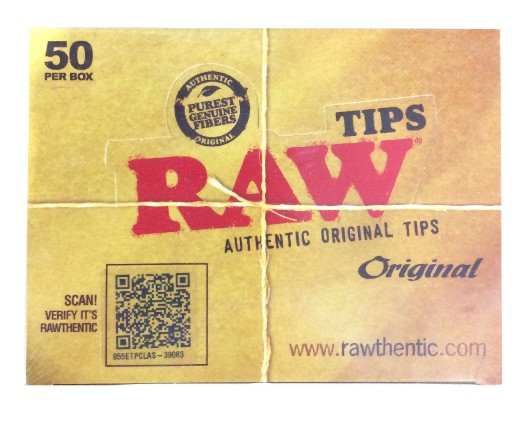 50
PER BOX
AUTHENTIC
PUREST
GENUINE
FIBERS
ORIGINAL
TIPS
RAW®
AUTHENTIC ORIGINAL TIPS
Original
SCAN!
VERIFY IT'S
RAWTHENTIC
955ETPCLAS-39083
www.rawthentic.com